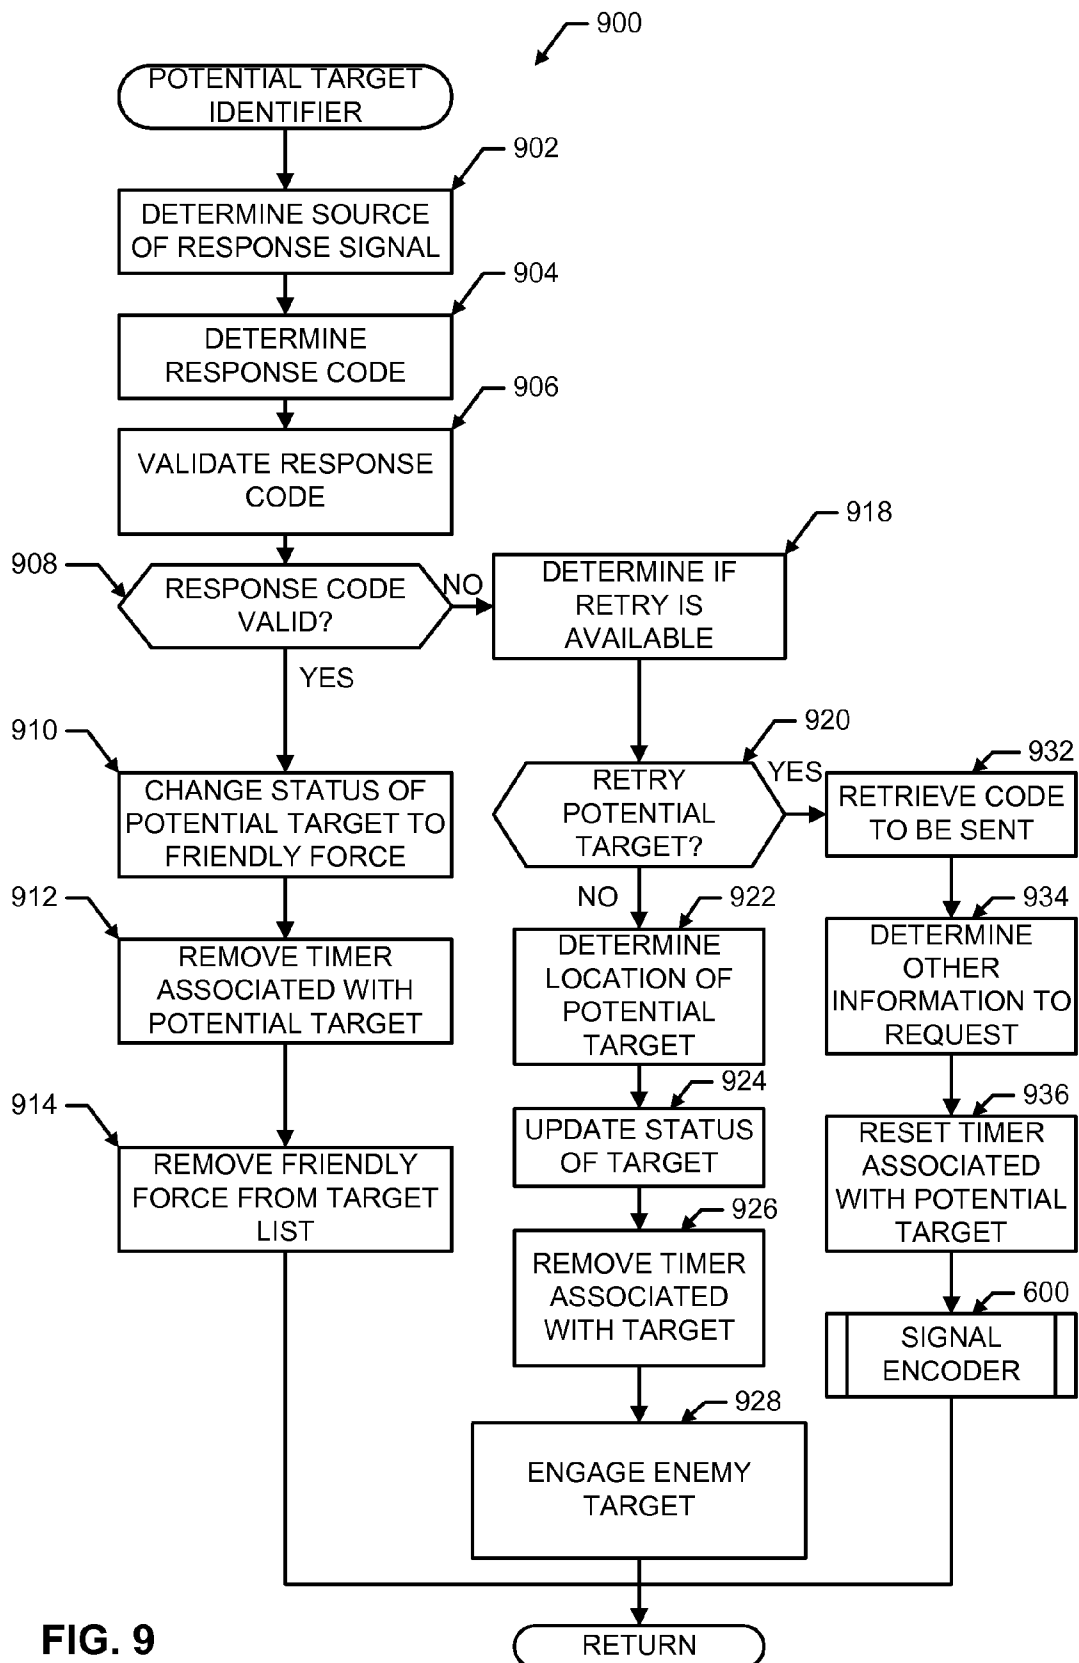 900
POTENTIAL TARGET
IDENTIFIER
902
DETERMINE SOURCE
OF RESPONSE SIGNAL
904
DETERMINE
RESPONSE CODE
906
VALIDATE RESPONSE
CODE
908
RESPONSE CODE
VALID?
NO
YES
918
DETERMINE IF
RETRY IS
AVAILABLE
910
CHANGE STATUS OF
POTENTIAL TARGET TO
FRIENDLY FORCE
912
REMOVE TIMER
ASSOCIATED WITH
POTENTIAL TARGET
914
REMOVE FRIENDLY
FORCE FROM TARGET
LIST
920
RETRY
POTENTIAL
TARGET?
YES
NO
922
DETERMINE
LOCATION OF
POTENTIAL
TARGET
924
UPDATE STATUS
OF TARGET
926
REMOVE TIMER
ASSOCIATED
WITH TARGET
928
ENGAGE ENEMY
TARGET
932
RETRIEVE CODE
TO BE SENT
934
DETERMINE
OTHER
INFORMATION TO
REQUEST
936
RESET TIMER
ASSOCIATED
WITH POTENTIAL
TARGET
600
SIGNAL
ENCODER
RETURN
FIG. 9